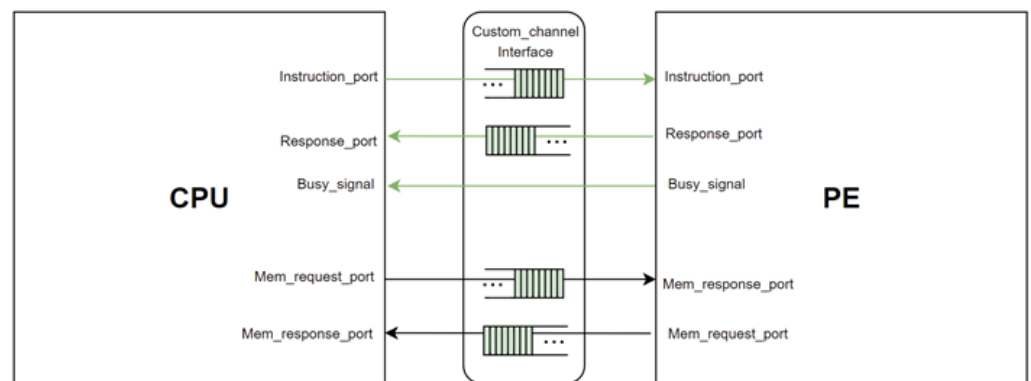 Custom_channel
Interface
Instruction_port
Instruction_port
Response_port
Response_port
Busy_signal
Busy_signal
CPU
PE
Mem_request_port
Mem_response_port
Mem_response_port
Mem_request_port